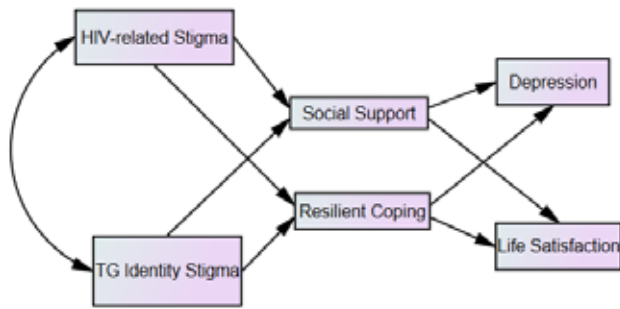 HIV-related Stigma
Depression
Social Support
Resilient Coping
TG Identity Stigma
Life Satisfaction